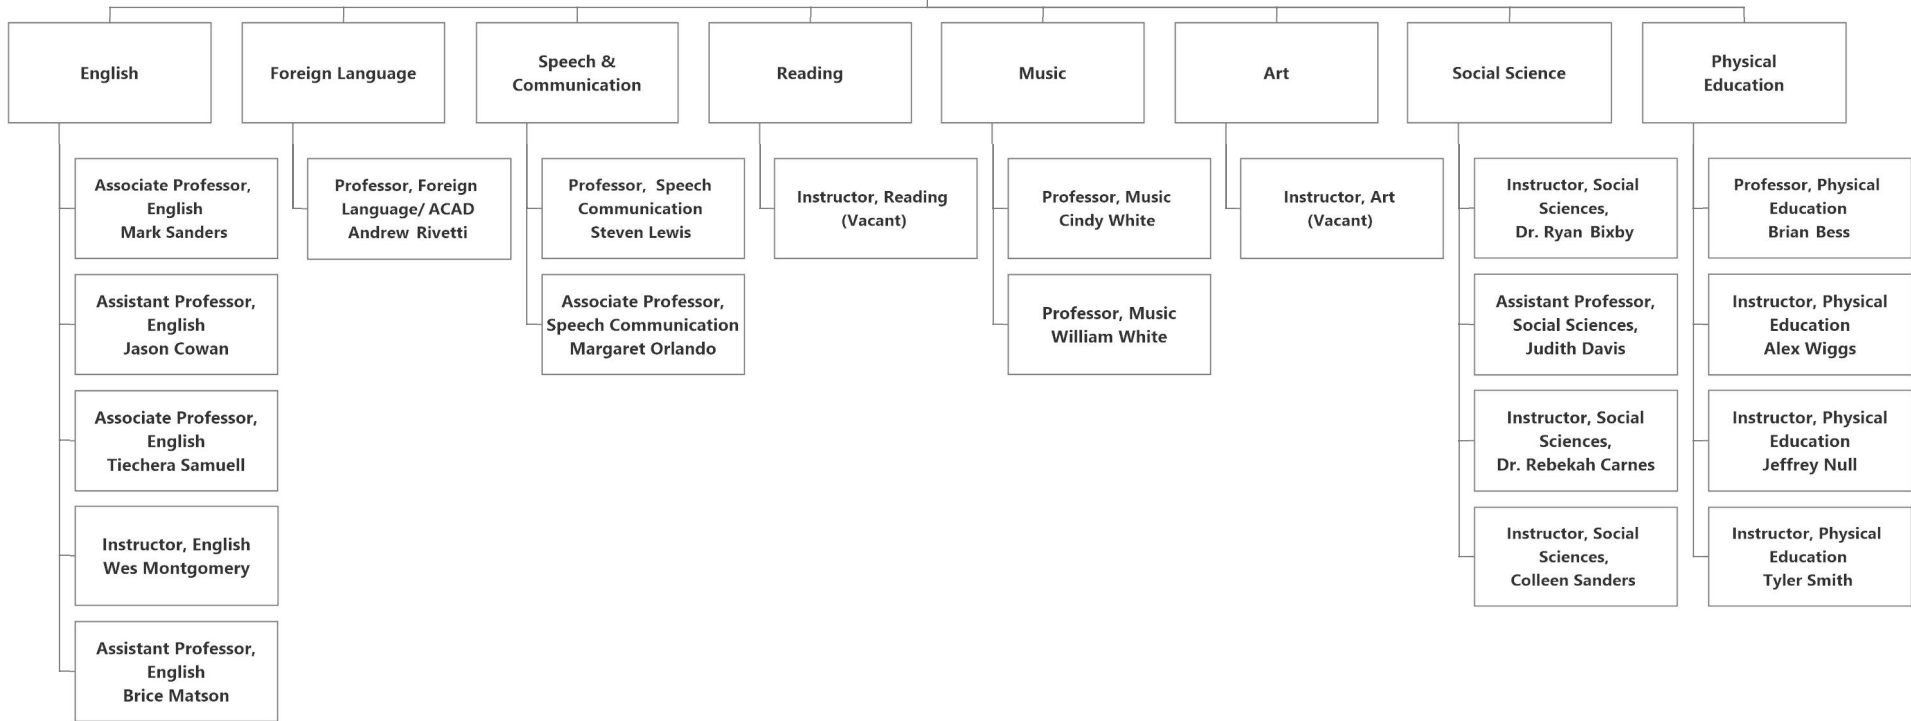 English
Foreign Language
Speech &
Communication
Reading
Music
Art
Social Science
Physical
Education
Associate Professor,
English
Mark Sanders
Assistant Professor,
English
Jason Cowan
Associate Professor,
English
Tiechera Samuell
Instructor, English
Wes Montgomery
Assistant Professor,
English
Brice Matson
Professor, Foreign
Language/ ACAD
Andrew Rivetti
Professor, Speech
Communication
Steven Lewis
Associate Professor,
Speech Communication
Margaret Orlando
Instructor, Reading
(Vacant)
Professor, Music
Cindy White
Professor, Music
William White
Instructor, Art
(Vacant)
Instructor, Social
Sciences,
Dr. Ryan Bixby
Assistant Professor,
Social Sciences,
Judith Davis
Instructor, Social
Sciences,
Dr. Rebekah Carnes
Instructor, Social
Sciences,
Colleen Sanders
Professor, Physical
Education
Brian Bess
Instructor, Physical
Education
Alex Wiggs
Instructor, Physical
Education
Jeffrey Null
Instructor, Physical
Education
Tyler Smith